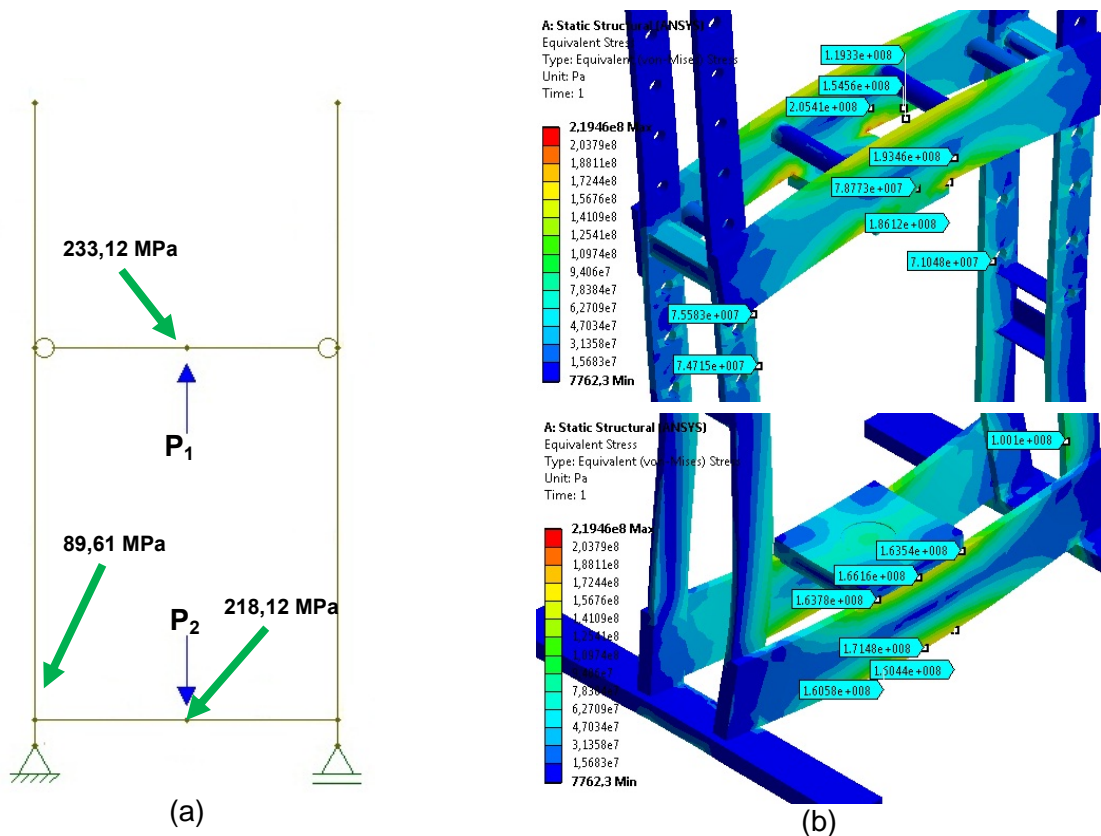 233,12 MPa
P1
89,61 MPa
P2
218,12 MPa
(a)
A: Static Structural (ANSYS)
Equivalent Stress
Type: Equivalent (von-Mises) Stress
Unit: Pa
Time: 1
2,1946e8 Max
2,0379e8
1,8811e8
1,7244e8
1,5676e8
1,4109e8
1,2541e8
1,0974e8
9,406e7
7,8384e7
6,2709e7
4,7034e7
3,1358e7
1,5683e7
7762,3 Min
1.1933e+008
1.5456e+008
2.0541e+008
1.9346e+008
7.8773e+007
1.8612e+008
7.1048e+007
7.5583e+007
7.4715e+007
A: Static Structural (ANSYS)
Equivalent Stress
Type: Equivalent (von-Mises) Stress
Unit: Pa
Time: 1
2,1946e8 Max
2,0379e8
1,8811e8
1,7244e8
1,5676e8
1,4109e8
6,2709e7
4,7034e7
3,1358e7
1,5683e7
7762,3 Min
1.001e+008
1.6354e+008
1.6616e+008
1.6378e+008
1.7148e+008
1.5044e+008
1.6058e+008
(b)